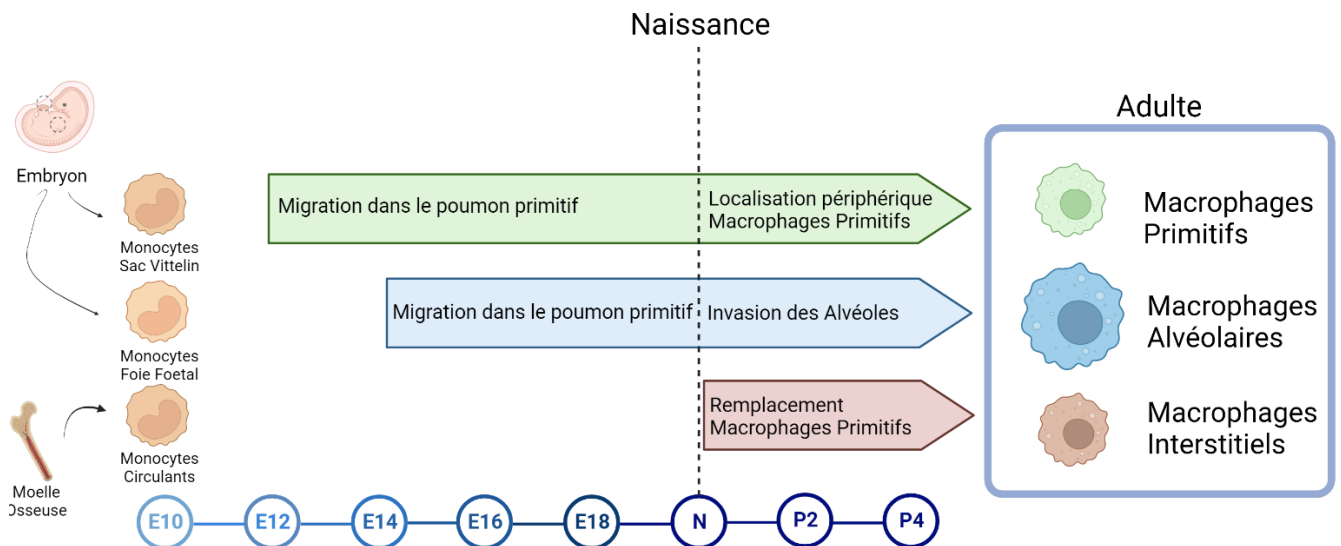 Naissance
Adulte
Embryon
Monocytes
Sac Vittelin
Migration dans le poumon primitif
Localisation périphérique
Macrophages Primitifs
Macrophages
Primitifs
Monocytes
Foie Foetal
Migration dans le poumon primitif
Invasion des Alvéoles
Macrophages
Alvéolaires
Moelle
Osseuse
Monocytes
Circulants
Remplacement
Macrophages Primitifs
Macrophages
Interstitiels
E10
E12
E14
E16
E18
N
P2
P4